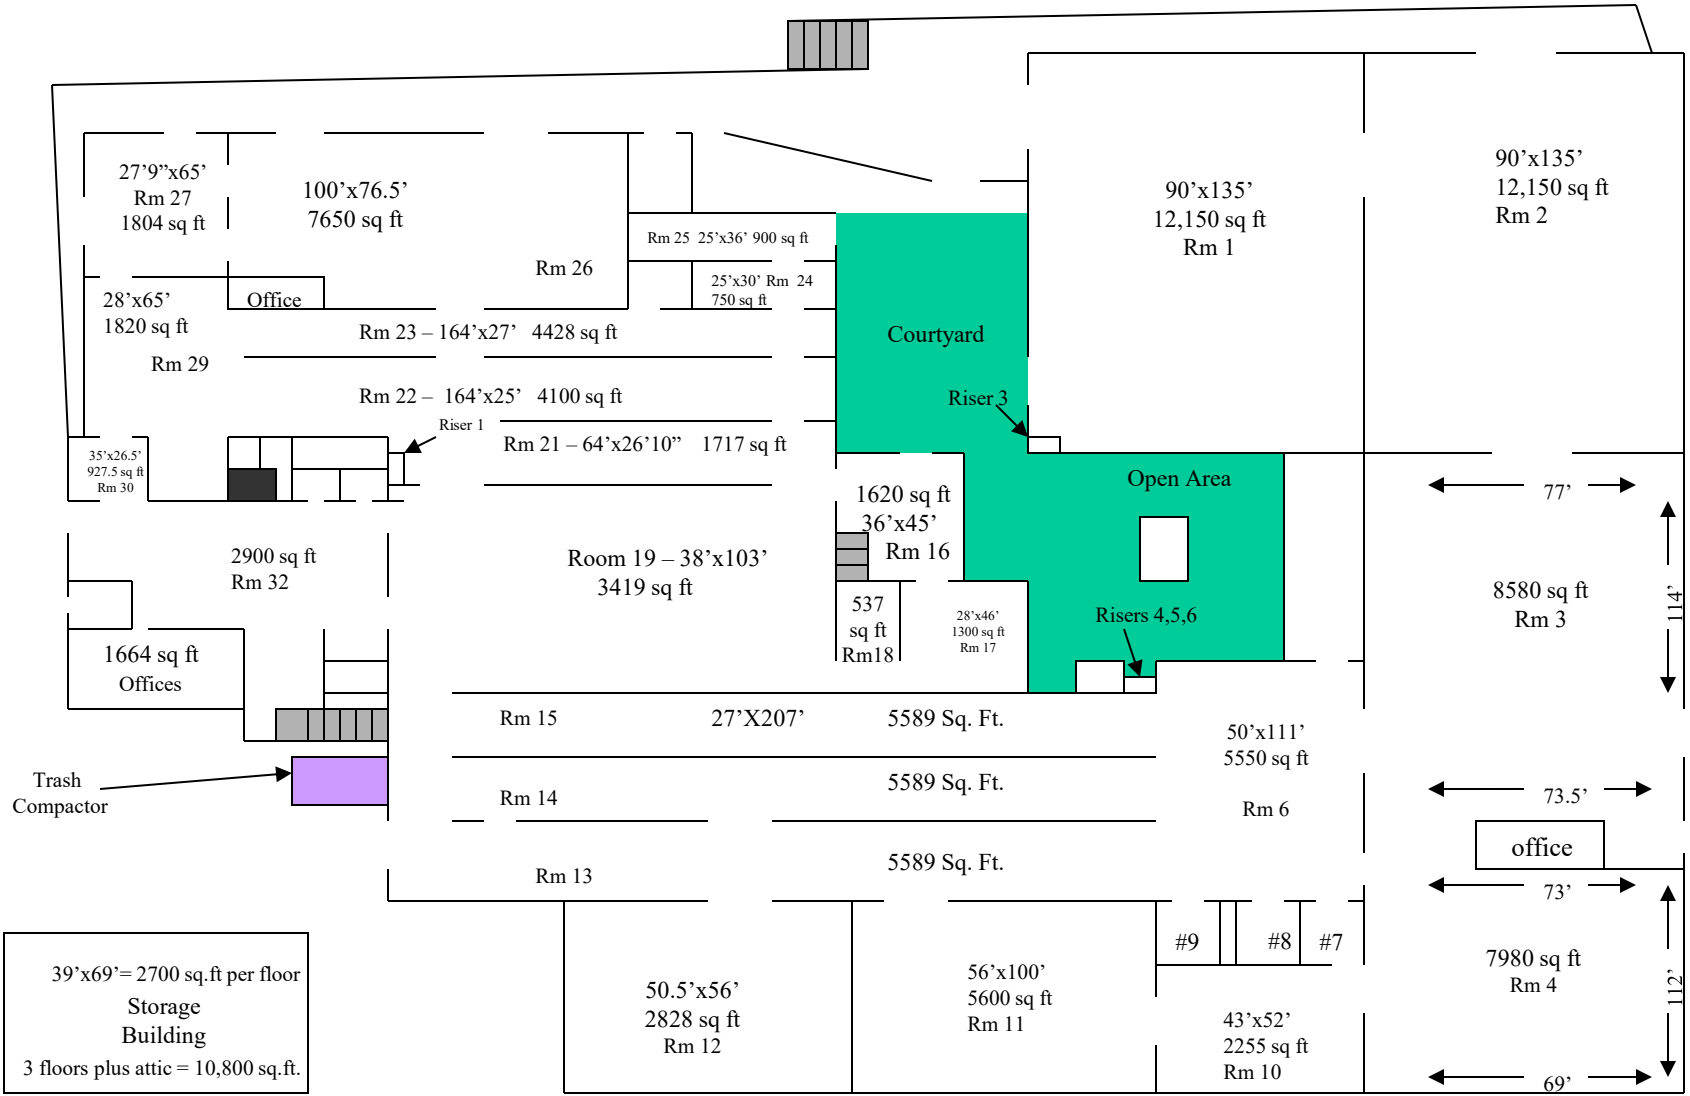 27’9”x65’
Rm 27
1804 sq ft
100’x76.5’
7650 sq ft
Rm 26
Rm 25 25’x36’ 900 sq ft
25’x30’ Rm 24
750 sq ft
90’x135’
12,150 sq ft
Rm 1
90’x135’
12,150 sq ft
Rm 2
28’x65’
1820 sq ft
Rm 29
Office
Rm 23 – 164’x27’ 4428 sq ft
Rm 22 – 164’x25’ 4100 sq ft
Riser 1
Rm 21 – 64’x26’10” 1717 sq ft
Courtyard
Riser 3
Open Area
35’x26.5’
927.5 sq ft
Rm 30
1620 sq ft
36’x45’
Rm 16
77’
2900 sq ft
Rm 32
Room 19 – 38’x103’
3419 sq ft
537
sq ft
Rm18
28’x46’
1300 sq ft
Rm 17
Risers 4,5,6
8580 sq ft
Rm 3
114’
1664 sq ft
Offices
Rm 15 27’X207’ 5589 Sq. Ft.
50’x111’
5550 sq ft
Rm 6
Trash
Compactor
Rm 14
5589 Sq. Ft.
73.5’
office
Rm 13
5589 Sq. Ft.
73’
#9
#8
#7
39’x69’= 2700 sq.ft per floor
Storage
Building
3 floors plus attic = 10,800 sq.ft.
50.5’x56’
2828 sq ft
Rm 12
56’x100’
5600 sq ft
Rm 11
43’x52’
2255 sq ft
Rm 10
7980 sq ft
Rm 4
112’
69’